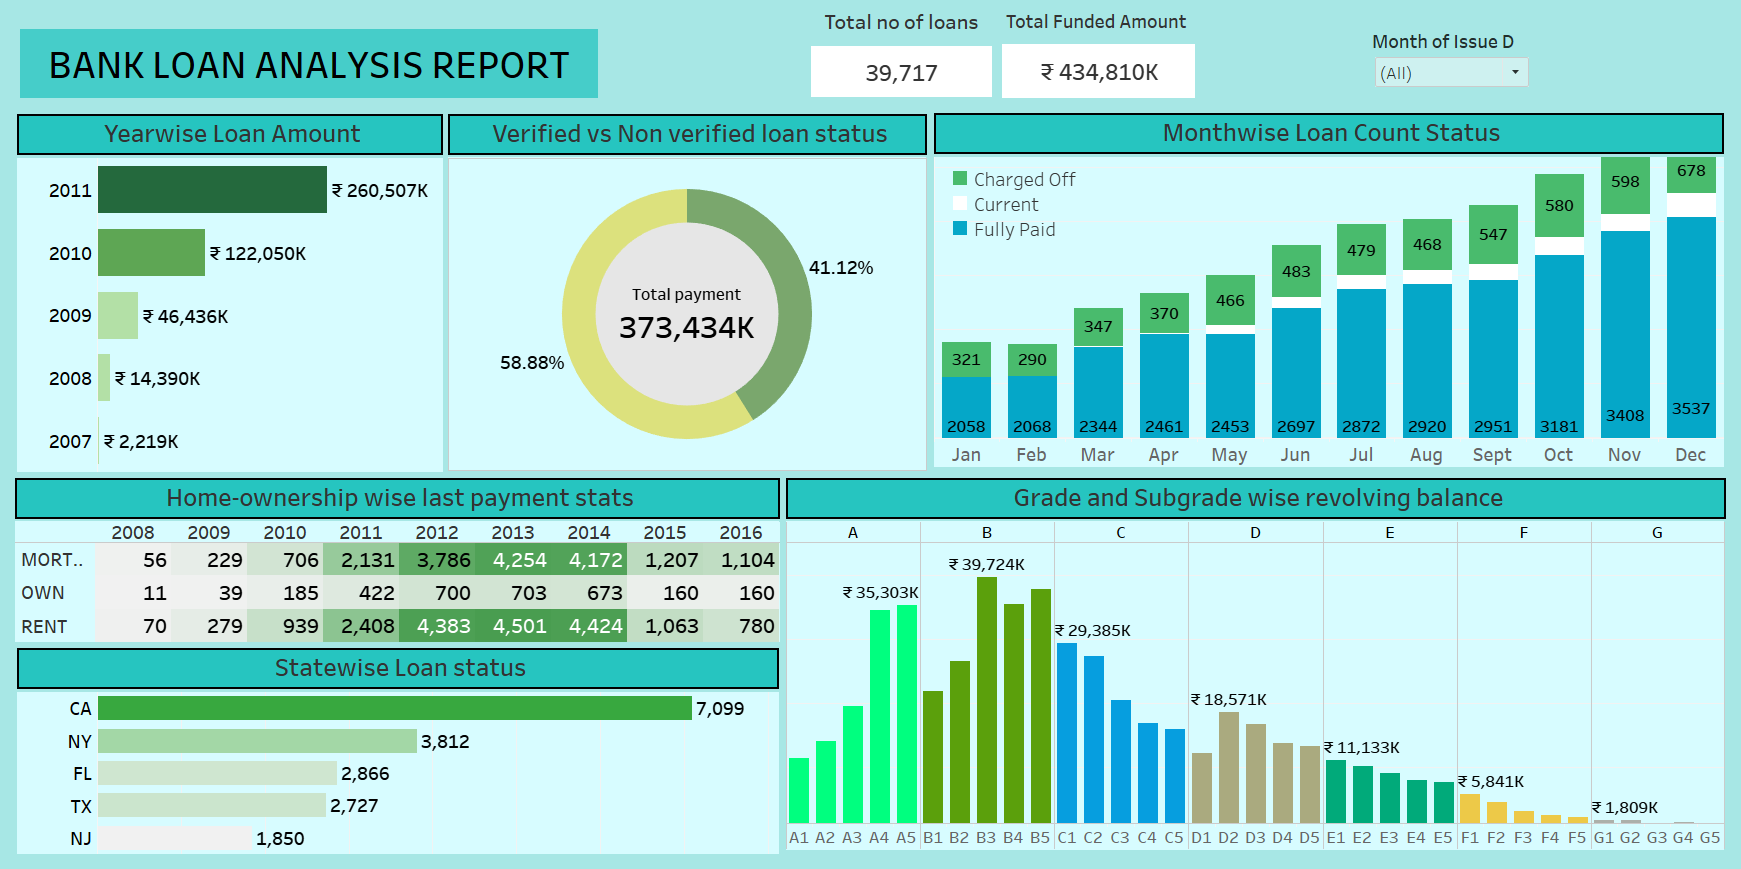 Total no of loans
Total Funded Amount
BANK LOAN ANALYSIS REPORT
39,717
₹ 434,810K
Month of Issue D
(All)
Yearwise Loan Amount
2011 ₹ 260,507K
2010 ₹ 122,050K
2009 ₹ 46,436K
2008 ₹ 14,390K
2007 ₹ 2,219K
Verified vs Non verified loan status
41.12%
Total payment
373,434K
58.88%
Monthwise Loan Count Status
Charged Off
Current
Fully Paid
321 290 347 370 466 483 479 468 547 580 598 678
2058 2068 2344 2461 2453 2697 2872 2920 2951 3181 3408 3537
Jan Feb Mar Apr May Jun Jul Aug Sept Oct Nov Dec
Home-ownership wise last payment stats
2008 2009 2010 2011 2012 2013 2014 2015 2016
MORT.. 56 229 706 2,131 3,786 4,254 4,172 1,207 1,104
OWN 11 39 185 422 700 703 673 160 160
RENT 70 279 939 2,408 4,383 4,501 4,424 1,063 780
Statewise Loan status
CA 7,099
NY 3,812
FL 2,866
TX 2,727
NJ 1,850
Grade and Subgrade wise revolving balance
A B C D E F G
₹ 35,303K ₹ 39,724K ₹ 29,385K ₹ 18,571K ₹ 11,133K ₹ 5,841K ₹ 1,809K
A1 A2 A3 A4 A5 B1 B2 B3 B4 B5 C1 C2 C3 C4 C5 D1 D2 D3 D4 D5 E1 E2 E3 E4 E5 F1 F2 F3 F4 F5 G1 G2 G3 G4 G5